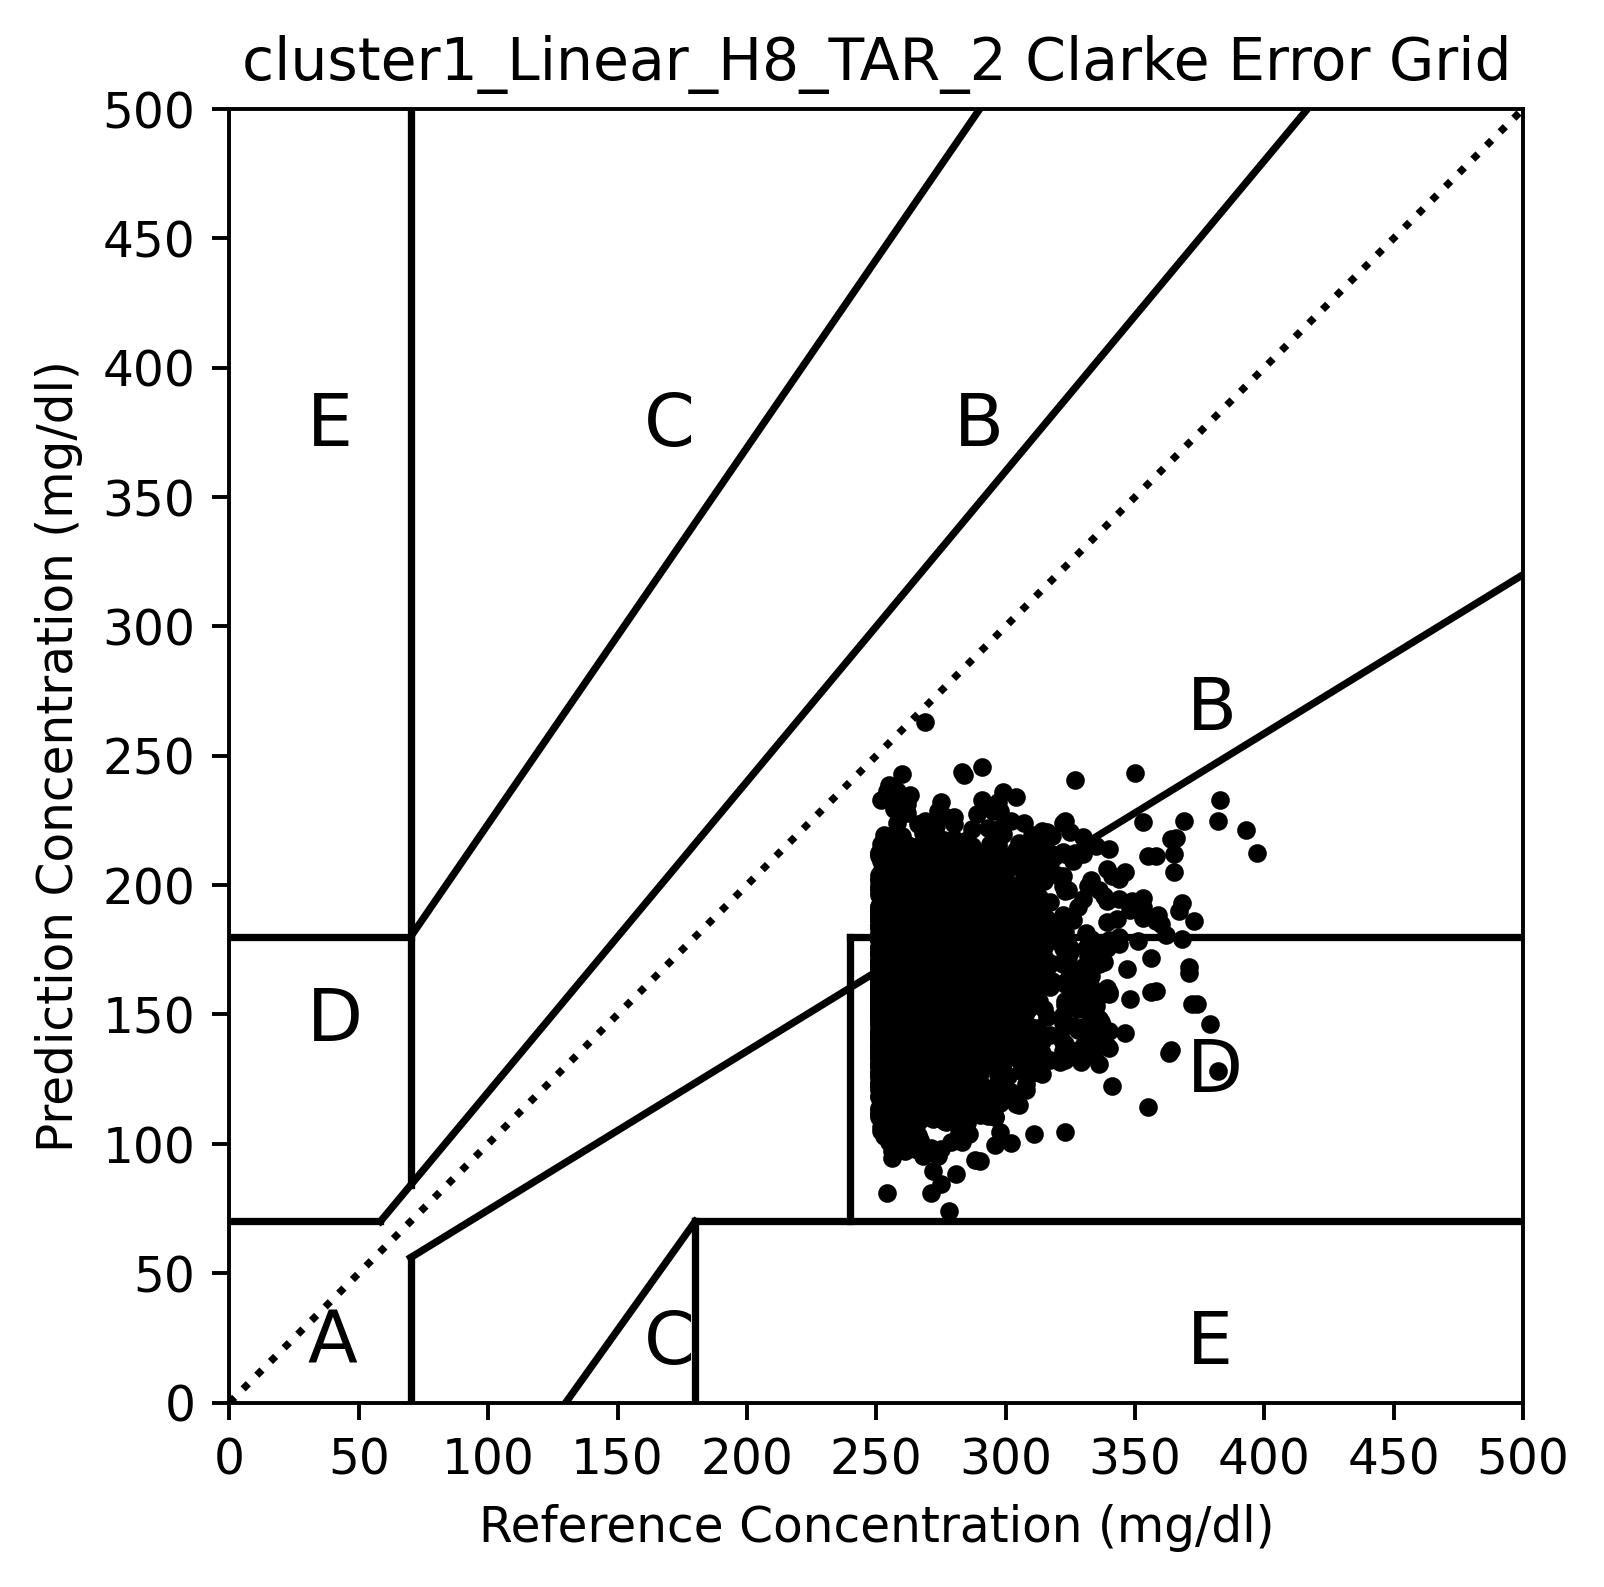 cluster1_Linear_H8_TAR_2 Clarke Error Grid
Prediction Concentration (mg/dl)
500
450
400
350
300
250
200
150
100
50
0
E
C
B
B
D
D
A
C
E
0 50 100 150 200 250 300 350 400 450 500
Reference Concentration (mg/dl)